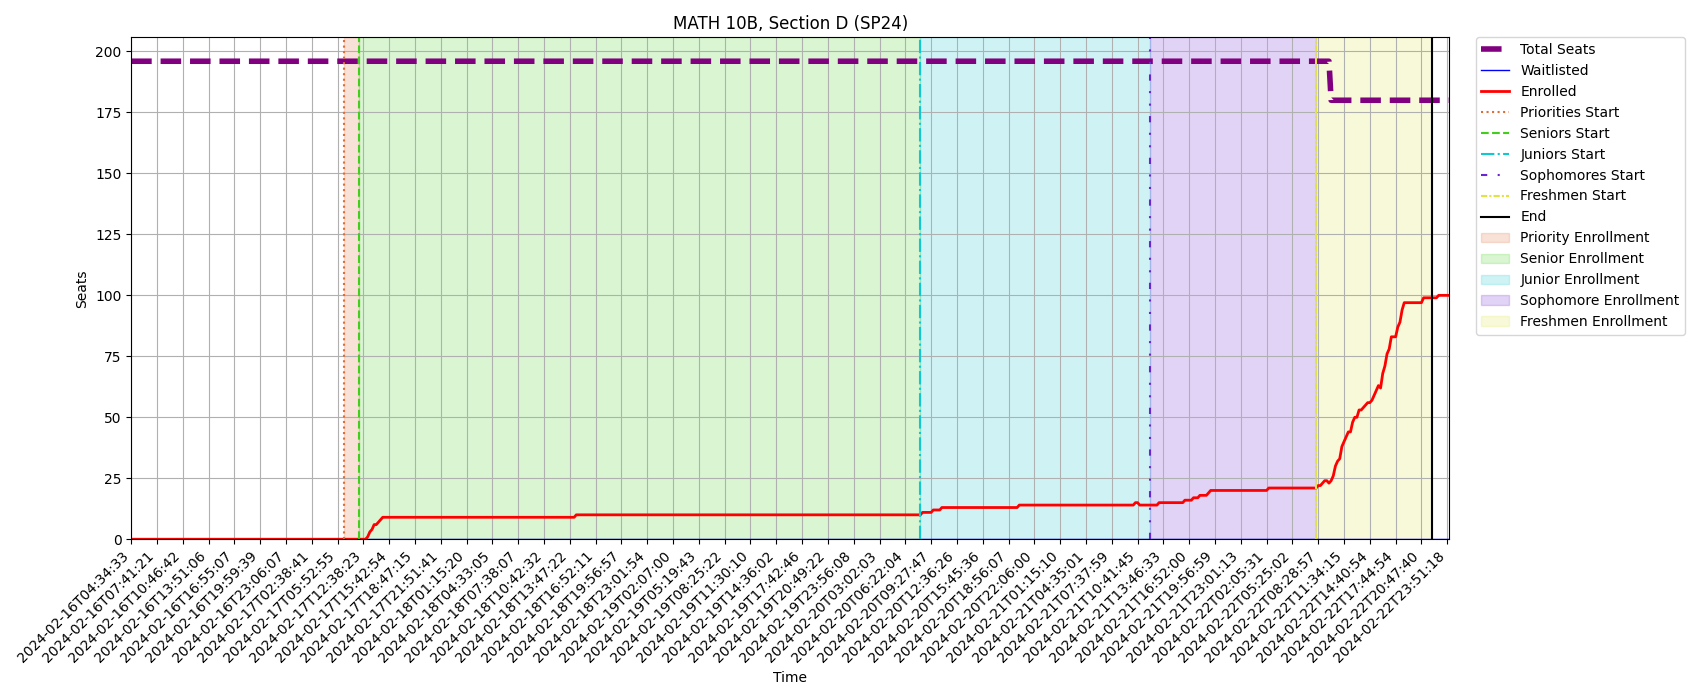 MATH 10B, Section D (SP24)
Seats
200
175
150
125
100
75
50
25
0
2024-02-16T04:34:33
2024-02-16T07:41:21
2024-02-16T10:46:42
2024-02-16T13:51:06
2024-02-16T16:55:07
2024-02-16T19:59:39
2024-02-16T23:06:07
2024-02-17T02:38:41
2024-02-17T05:52:55
2024-02-17T12:38:23
2024-02-17T15:42:54
2024-02-17T18:47:15
2024-02-17T21:51:41
2024-02-18T01:15:20
2024-02-18T04:33:05
2024-02-18T07:38:07
2024-02-18T10:42:32
2024-02-18T13:47:22
2024-02-18T16:52:11
2024-02-18T19:56:57
2024-02-18T23:01:54
2024-02-19T02:07:00
2024-02-19T05:19:43
2024-02-19T08:25:22
2024-02-19T11:30:10
2024-02-19T14:36:02
2024-02-19T17:42:46
2024-02-19T20:49:22
2024-02-19T23:56:08
2024-02-20T03:02:03
2024-02-20T06:22:04
2024-02-20T09:27:47
2024-02-20T12:36:26
2024-02-20T15:45:36
2024-02-20T18:56:07
2024-02-20T22:06:00
2024-02-21T01:15:10
2024-02-21T04:35:01
2024-02-21T07:37:59
2024-02-21T10:41:45
2024-02-21T13:46:33
2024-02-21T16:52:00
2024-02-21T19:56:59
2024-02-21T23:01:13
2024-02-22T02:05:31
2024-02-22T05:25:02
2024-02-22T08:28:57
2024-02-22T11:34:15
2024-02-22T14:40:54
2024-02-22T17:44:54
2024-02-22T20:47:40
2024-02-22T23:51:18
Time
Total Seats
Waitlisted
Enrolled
Priorities Start
Seniors Start
Juniors Start
Sophomores Start
Freshmen Start
End
Priority Enrollment
Senior Enrollment
Junior Enrollment
Sophomore Enrollment
Freshmen Enrollment